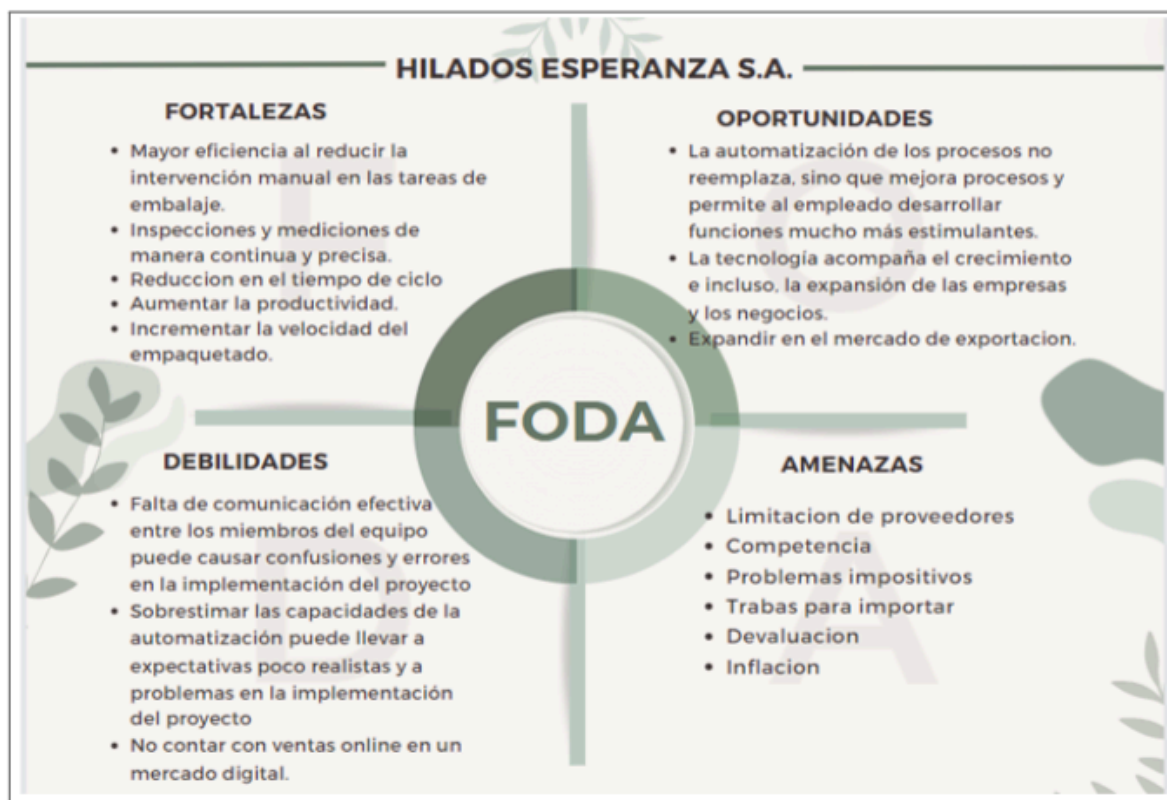 HILADOS ESPERANZA S.A.
FORTALEZAS
• Mayor eficiencia al reducir la
intervención manual en las tareas de
embalaje.
• Inspecciones y mediciones de
manera continua y precisa.
• Reduccion en el tiempo de ciclo
• Aumentar la productividad.
• Incrementar la velocidad del
empaquetado.
F
OPORTUNIDADES
• La automatización de los procesos no
reemplaza, sino que mejora procesos y
permite al empleado desarrollar
funciones mucho más estimulantes.
• La tecnología acompaña el crecimiento
e incluso, la expansión de las empresas
y los negocios.
• Expandir en el mercado de exportacion.
O
FODA
DEBILIDADES
• Falta de comunicación efectiva
entre los miembros del equipo
puede causar confusiones y errores
en la implementación del proyecto
• Sobrestimar las capacidades de la
automatización puede llevar a
expectativas poco realistas y a
problemas en la implementación
del proyecto
• No contar con ventas online en un
mercado digital.
D
AMENAZAS
• Limitacion de proveedores
• Competencia
• Problemas impositivos
• Trabas para importar
• Devaluacion
• Inflacion
A